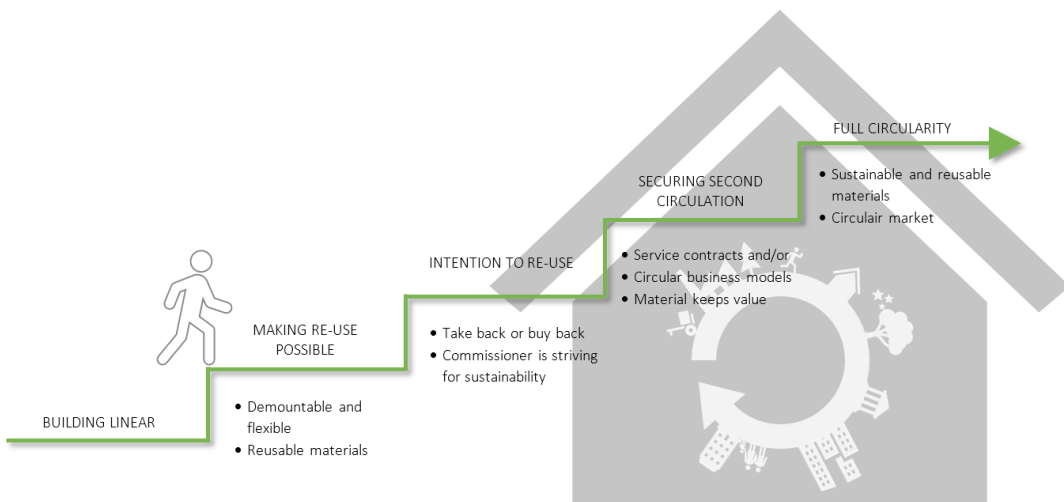 BUILDING LINEAR
MAKING RE-USE
POSSIBLE
• Demountable and
flexible
• Reusable materials
INTENTION TO RE-USE
• Take back or buy back
• Commissioner is striving
for sustainability
SECURING SECOND
CIRCULATION
• Service contracts and/or
• Circular business models
• Material keeps value
FULL CIRCULARITY
• Sustainable and reusable
materials
• Circulair market